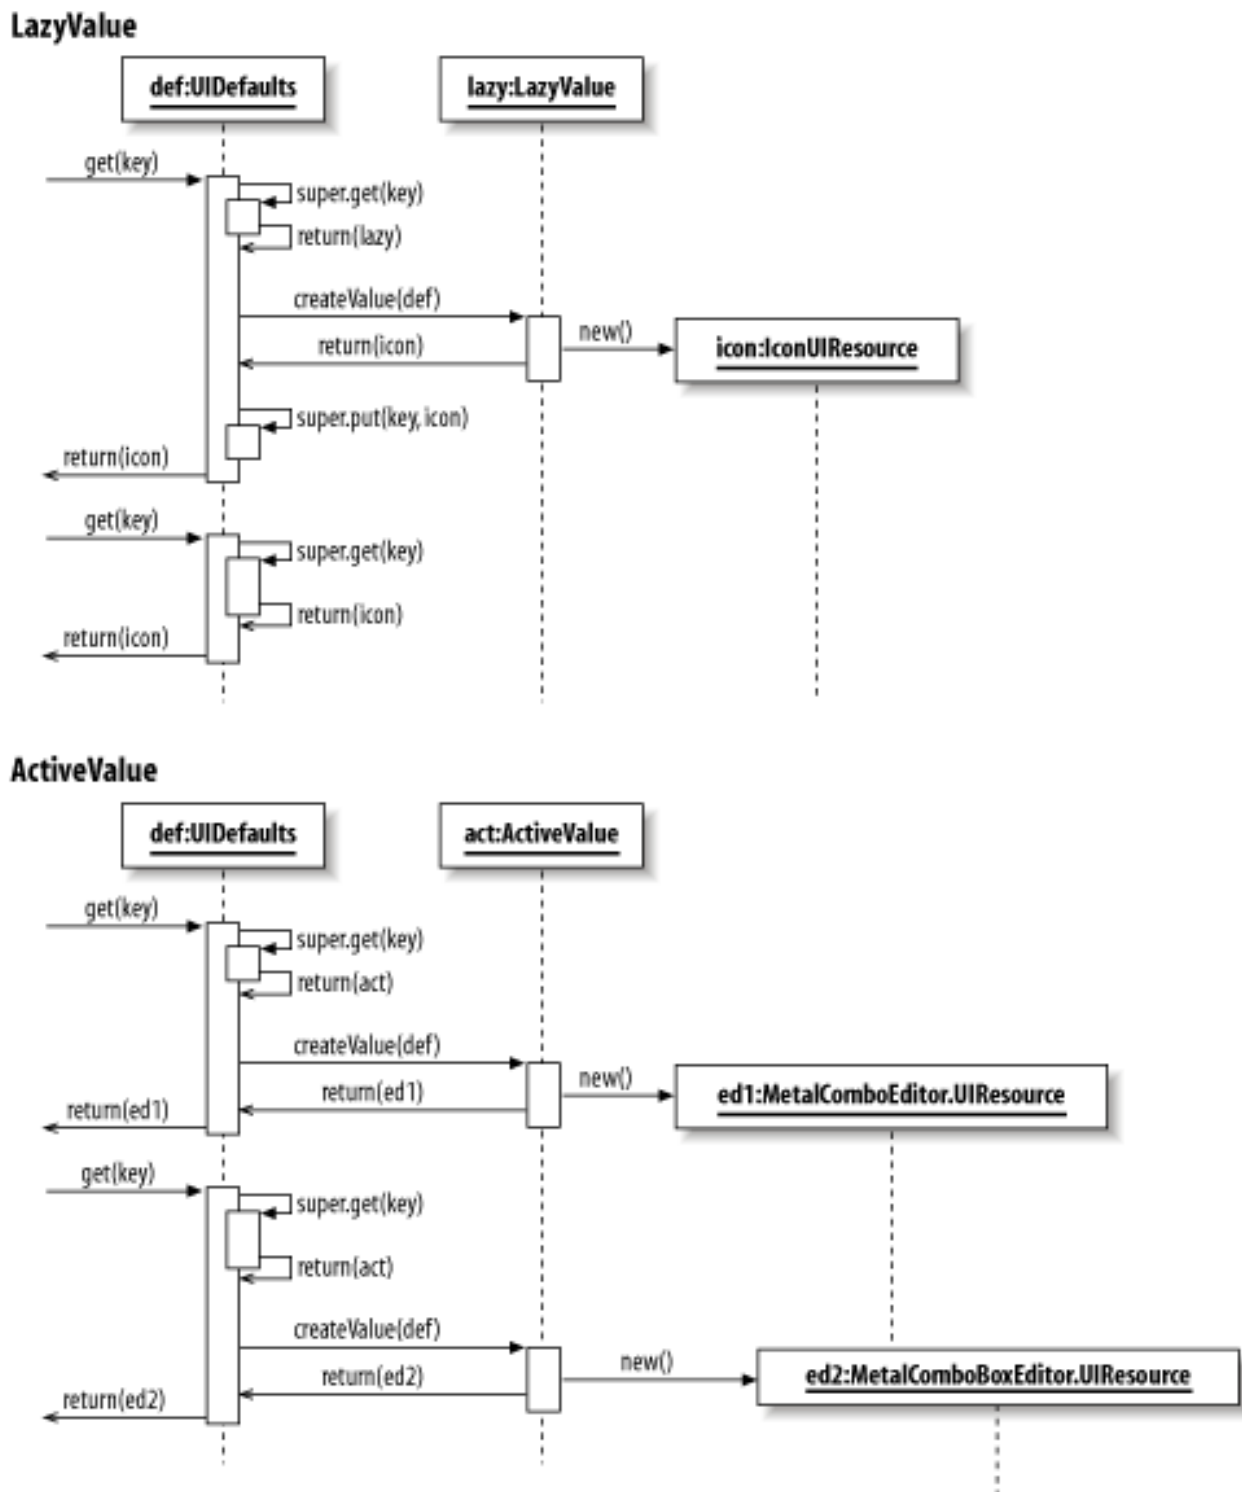 LazyValue
def:UIDefaults
lazy:LazyValue
get(key)
super.get(key)
return(lazy)
createValue(def)
new()
return(icon)
icon:IconUIResource
super.put(key, icon)
return(icon)
get(key)
super.get(key)
return(icon)
return(icon)
ActiveValue
def:UIDefaults
act:ActiveValue
get(key)
super.get(key)
return(act)
createValue(def)
new()
return(ed1)
ed1:MetalComboEditor.UIResource
return(ed1)
get(key)
super.get(key)
return(act)
createValue(def)
new()
return(ed2)
ed2:MetalComboBoxEditor.UIResource
return(ed2)